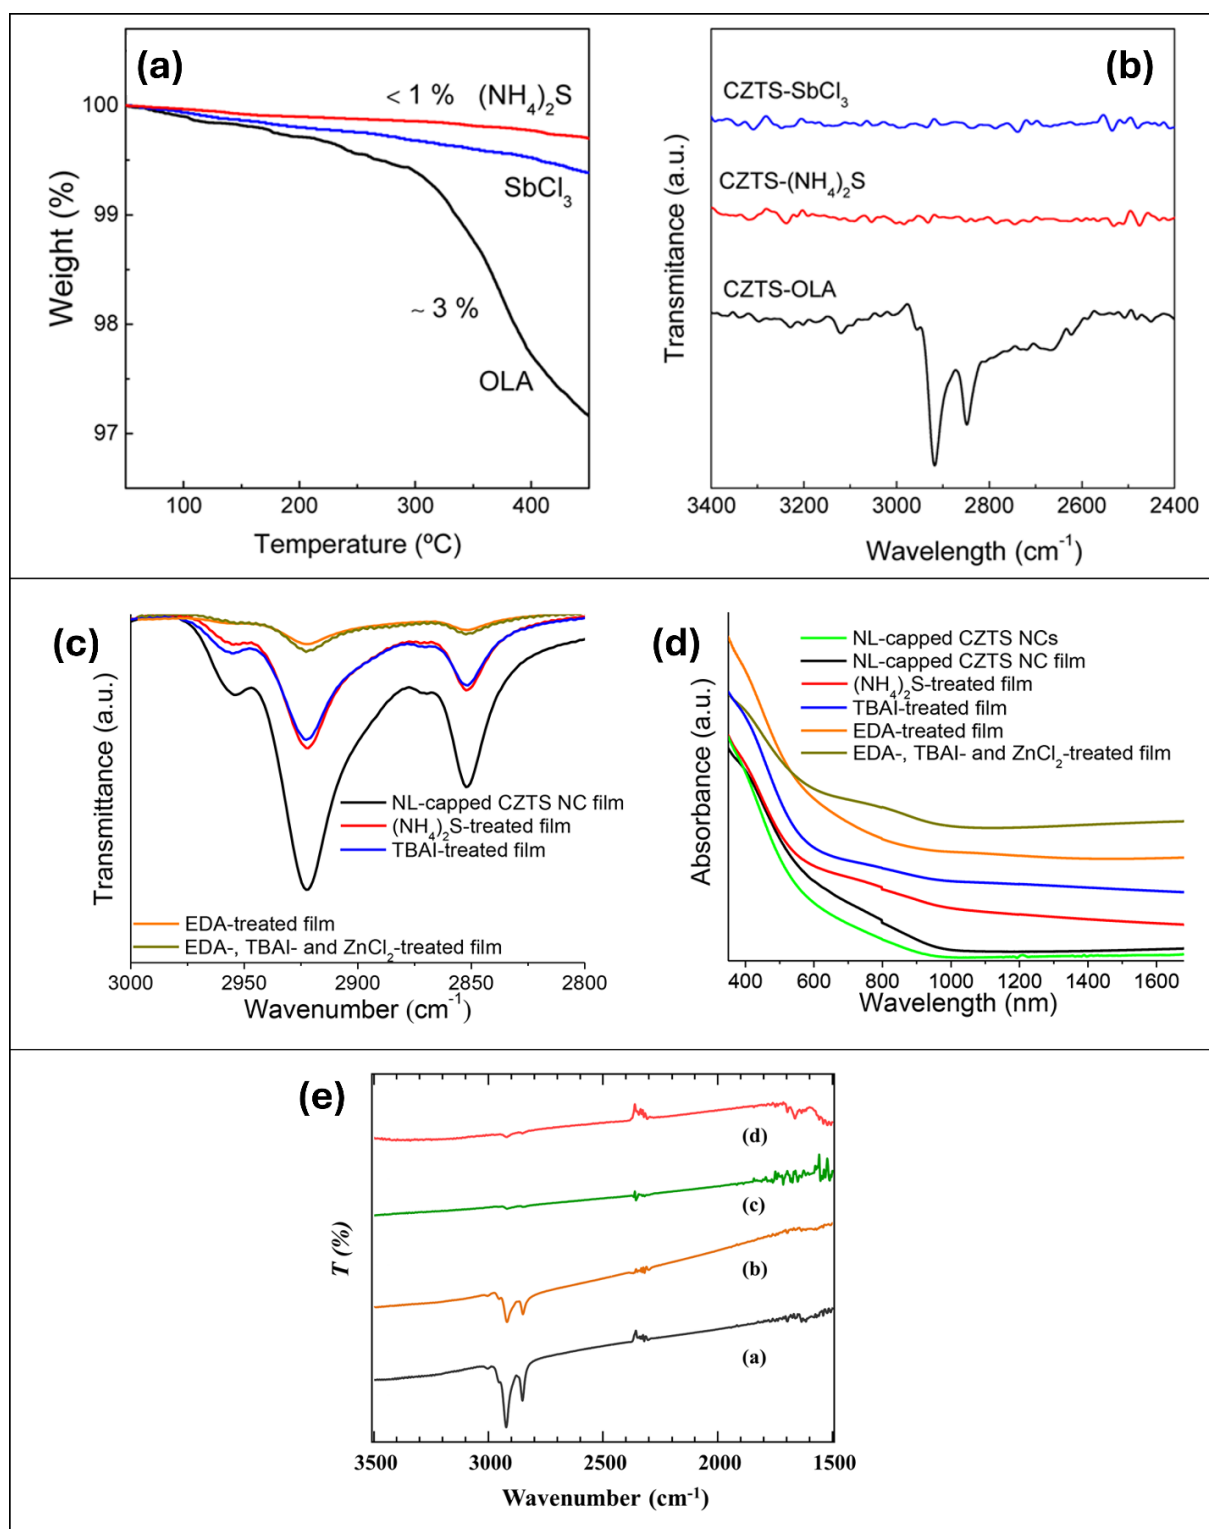 (a)
< 1 % (NH₄)₂S
SbCl₃
~ 3 %
OLA
100
99
98
97
Weight (%)
100 200 300 400
Temperature (ºC)
(b)
CZTS-SbCl₃
CZTS-(NH₄)₂S
CZTS-OLA
Transmitance (a.u.)
3400 3200 3000 2800 2600 2400
Wavelength (cm⁻¹)
(c)
Transmittance (a.u.)
NL-capped CZTS NC film
(NH₄)₂S-treated film
TBAI-treated film
EDA-treated film
EDA-, TBAI- and ZnCl₂-treated film
3000 2950 2900 2850 2800
Wavenumber (cm⁻¹)
(d)
NL-capped CZTS NCs
NL-capped CZTS NC film
(NH₄)₂S-treated film
TBAI-treated film
EDA-treated film
EDA-, TBAI- and ZnCl₂-treated film
Absorbance (a.u.)
400 600 800 1000 1200 1400 1600
Wavelength (nm)
(e)
(d)
(c)
(b)
(a)
T (%)
3500 3000 2500 2000 1500
Wavenumber (cm⁻¹)